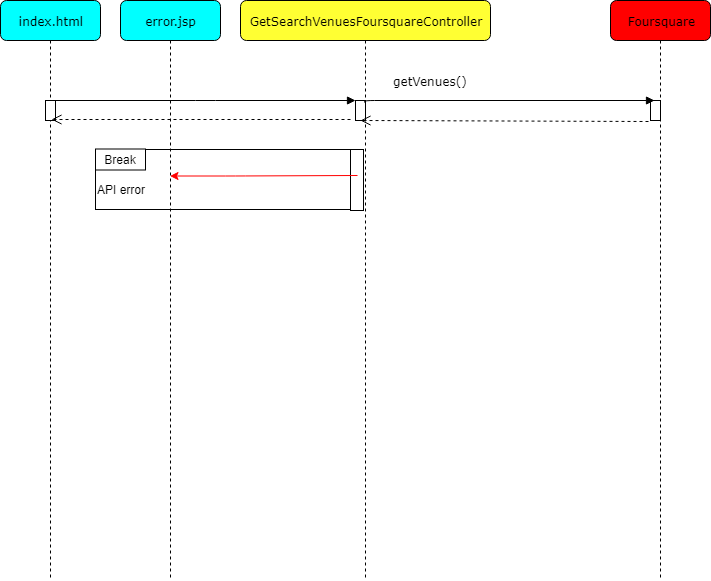 index.html
error.jsp
GetSearchVenuesFoursquareController
Foursquare
getVenues()
Break
API error